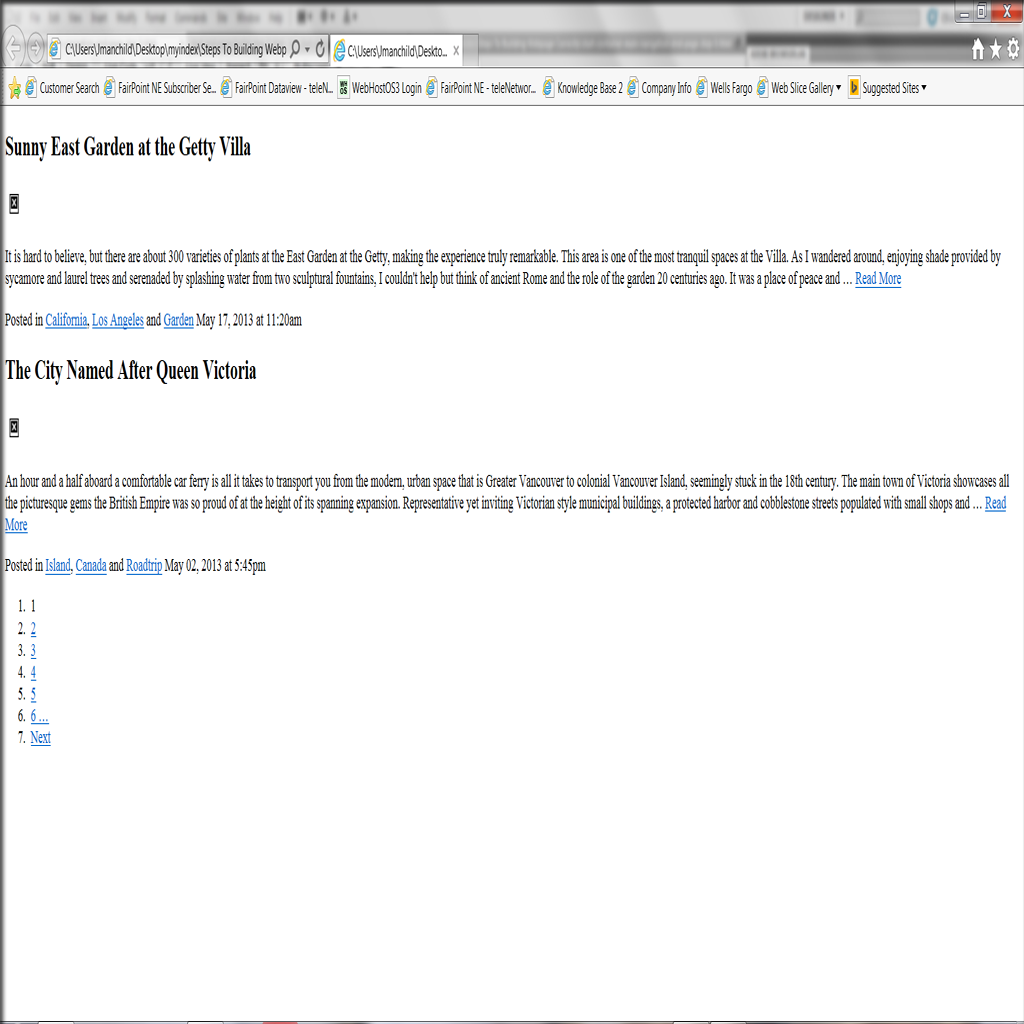 C:\Users\Jmanchild\Desktop\myindex\Steps To Building Webp
C:\Users\Jmanchild\Deskto...
Customer Search FairPoint NE Subscriber Se... FairPoint Dataview - teleN... WebHostOS3 Login FairPoint NE - teleNetwor... Knowledge Base 2 Company Info Wells Fargo Web Slice Gallery Suggested Sites
Sunny East Garden at the Getty Villa
It is hard to believe, but there are about 300 varieties of plants at the East Garden at the Getty, making the experience truly remarkable. This area is one of the most tranquil spaces at the Villa. As I wandered around, enjoying shade provided by
sycamore and laurel trees and serenaded by splashing water from two sculptural fountains, I couldn't help but think of ancient Rome and the role of the garden 20 centuries ago. It was a place of peace and … Read More
Posted in California, Los Angeles and Garden May 17, 2013 at 11:20am
The City Named After Queen Victoria
An hour and a half aboard a comfortable car ferry is all it takes to transport you from the modern, urban space that is Greater Vancouver to colonial Vancouver Island, seemingly stuck in the 18th century. The main town of Victoria showcases all
the picturesque gems the British Empire was so proud of at the height of its spanning expansion. Representative yet inviting Victorian style municipal buildings, a protected harbor and cobblestone streets populated with small shops and … Read
More
Posted in Island, Canada and Roadtrip May 02, 2013 at 5:45pm
1. 1
2. 2
3. 3
4. 4
5. 5
6. 6 …
7. Next